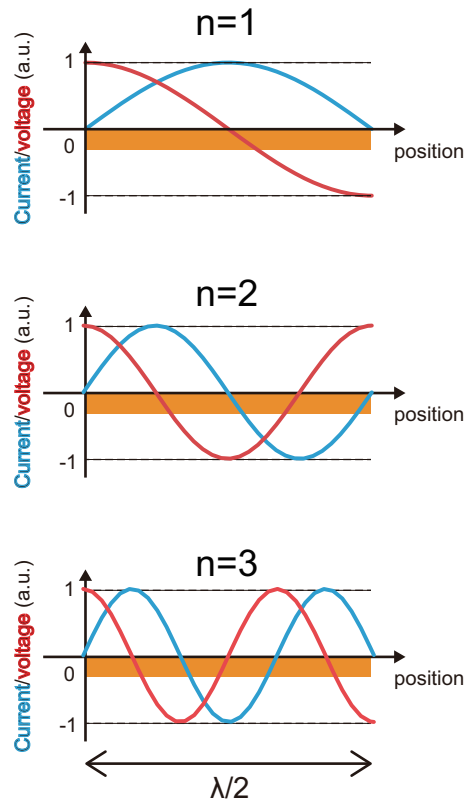 n=1
Current/voltage (a.u.)
1
0
-1
position
n=2
Current/voltage (a.u.)
1
0
-1
position
n=3
Current/voltage (a.u.)
1
0
-1
position
λ/2